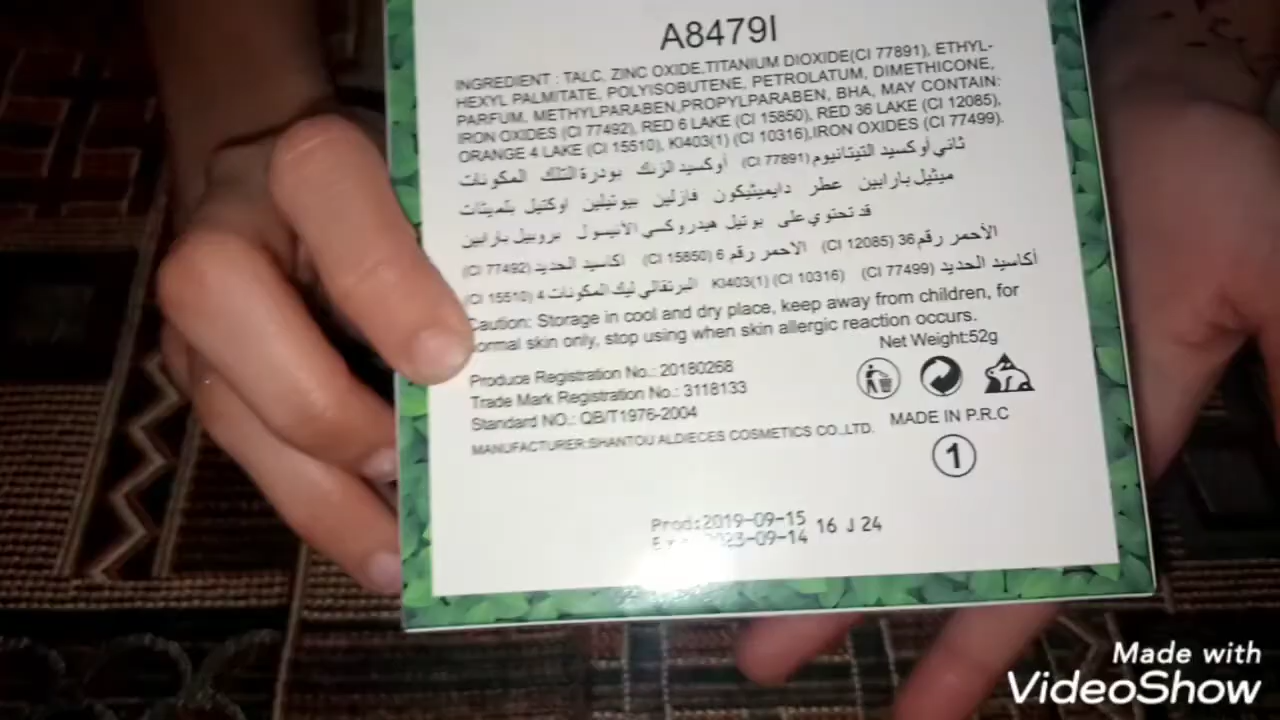 A8479I
INGREDIENT : TALC, ZINC OXIDE,TITANIUM DIOXIDE(CI 77891), ETHYL-
HEXYL PALMITATE, POLYISOBUTENE, PETROLATUM, DIMETHICONE,
PARFUM, METHYLPARABEN,PROPYLPARABEN, BHA, MAY CONTAIN:
IRON OXIDES (CI 77492), RED 6 LAKE (CI 15850), RED 36 LAKE (CI 12085),
ORANGE 4 LAKE (CI 15510), KI403(1) (CI 10316),IRON OXIDES (CI 77499).
المكونات بودرة التلك أوكسيد الزنك (CI 77891) ثاني أوكسيد التيتانيوم
اوكتيل بلميتات بيوتيلين فازلين دايميثيكون عطر ميثيل بارابين
بروبيل بارابين بوتيل هيدروكسي الأنيسول قد تحتوي على
(CI 77492) اكاسيد الحديد (CI 15850) 6 الاحمر رقم (CI 12085) 36 الأحمر رقم
(CI 15510) 4 البرتقالي ليك المكونات KI403(1) (CI 10316) (CI 77499) أكاسيد الحديد
Caution: Storage in cool and dry place, keep away from children, for
ormal skin only, stop using when skin allergic reaction occurs.
Net Weight:52g
Produce Registration No.: 20180268
Trade Mark Registration No.: 3118133
Standard NO.: QB/T1976-2004
MANUFACTURER:SHANTOU ALDIECES COSMETICS CO.,LTD.
MADE IN P.R.C
1
Prod:2019-09-15
23-09-14
16 J 24
Made with
VideoShow